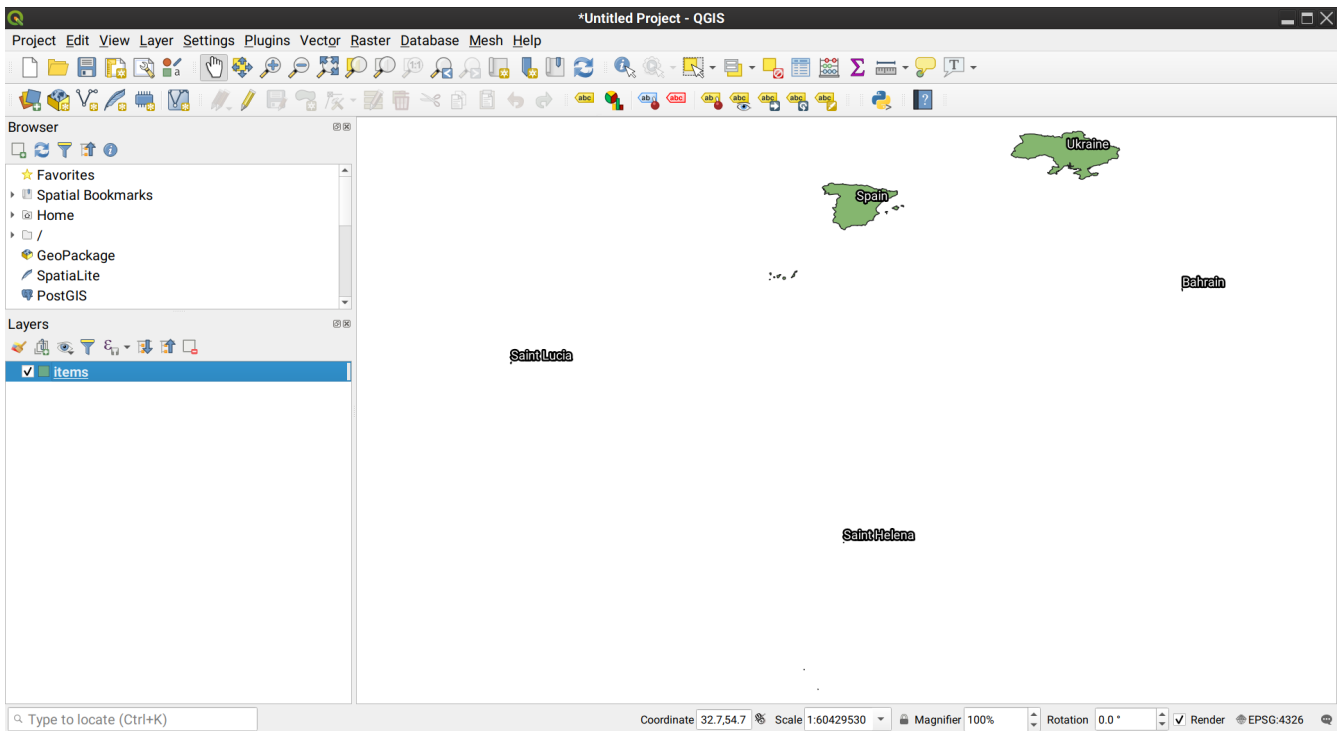 *Untitled Project - QGIS
Project Edit View Layer Settings Plugins Vector Raster Database Mesh Help
Browser
Favorites
Spatial Bookmarks
Home
/
GeoPackage
SpatiaLite
PostGIS
Layers
items
Ukraine
Spain
Bahrain
Saint Lucia
Saint Helena
Type to locate (Ctrl+K)
Coordinate 32.7,54.7 Scale 1:60429530 Magnifier 100% Rotation 0.0 ° Render EPSG:4326